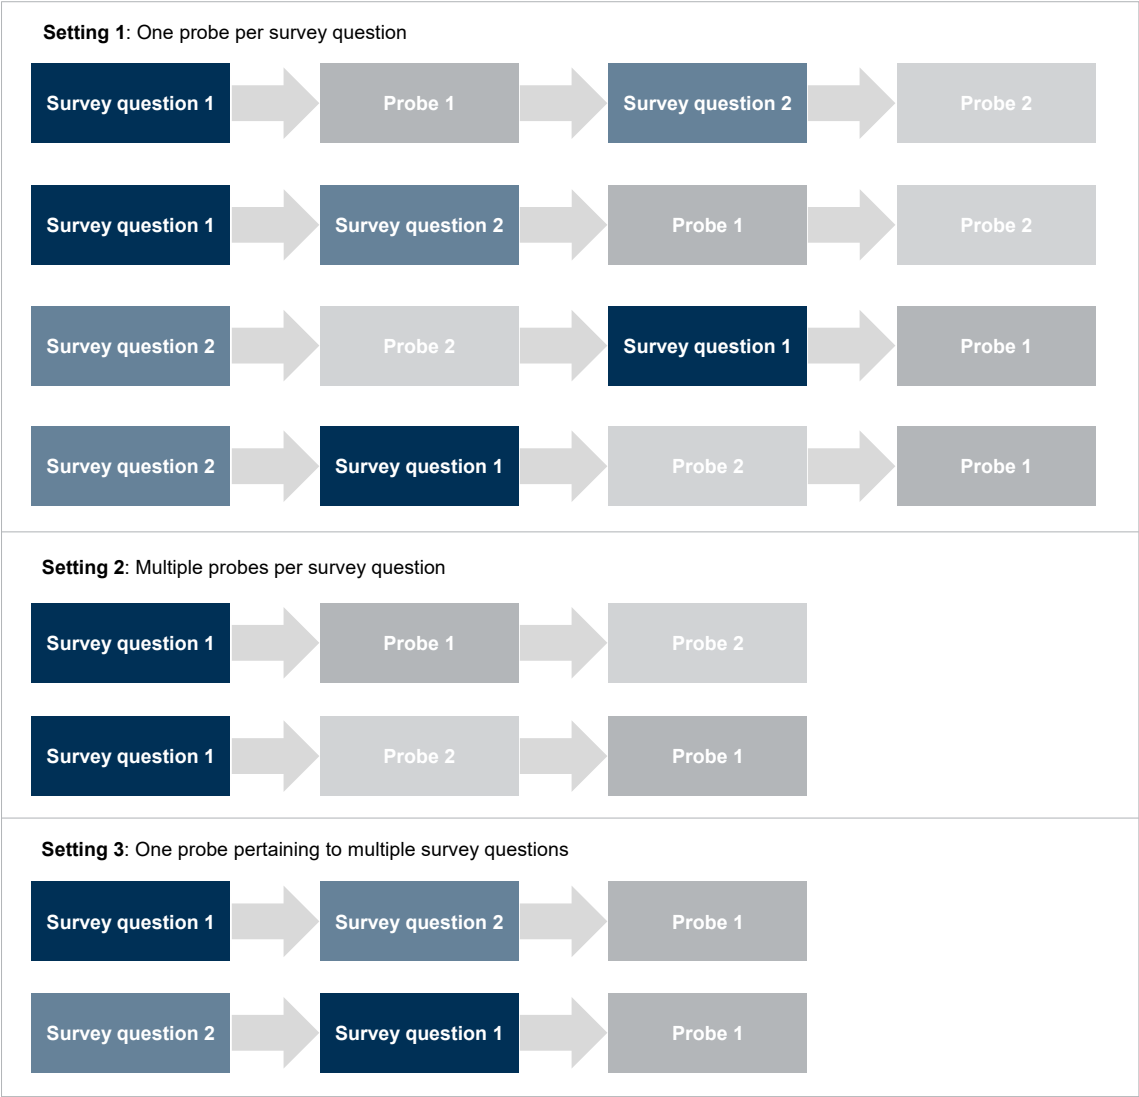 Setting 1: One probe per survey question
Survey question 1
Probe 1
Survey question 2
Probe 2
Survey question 1
Survey question 2
Probe 1
Probe 2
Survey question 2
Probe 2
Survey question 1
Probe 1
Survey question 2
Survey question 1
Probe 2
Probe 1
Setting 2: Multiple probes per survey question
Survey question 1
Probe 1
Probe 2
Survey question 1
Probe 2
Probe 1
Setting 3: One probe pertaining to multiple survey questions
Survey question 1
Survey question 2
Probe 1
Survey question 2
Survey question 1
Probe 1